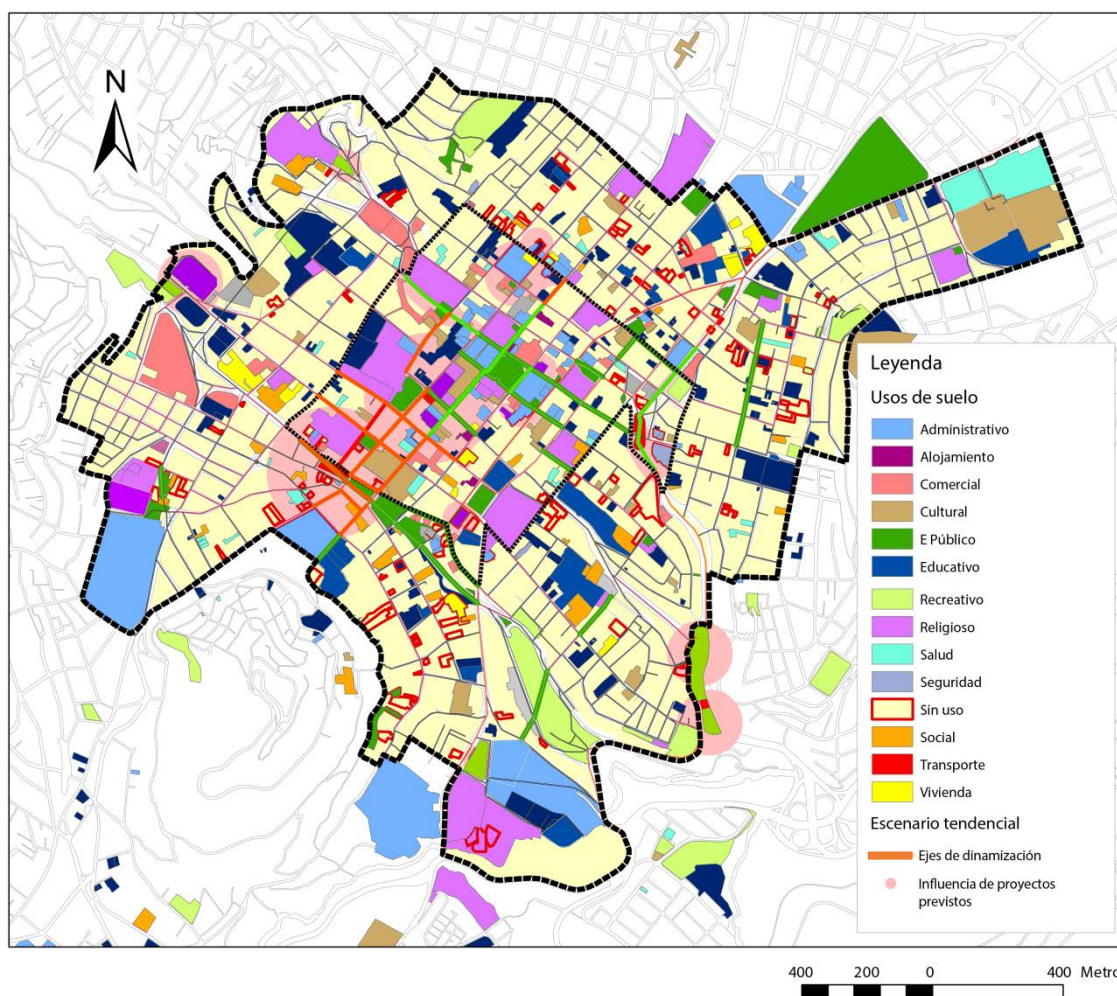 N
Leyenda
Usos de suelo
Administrativo
Alojamiento
Comercial
Cultural
E Público
Educativo
Recreativo
Religioso
Salud
Seguridad
Sin uso
Social
Transporte
Vivienda
Escenario tendencial
Ejes de dinamización
Influencia de proyectos
previstos
400 200 0 400 Metro